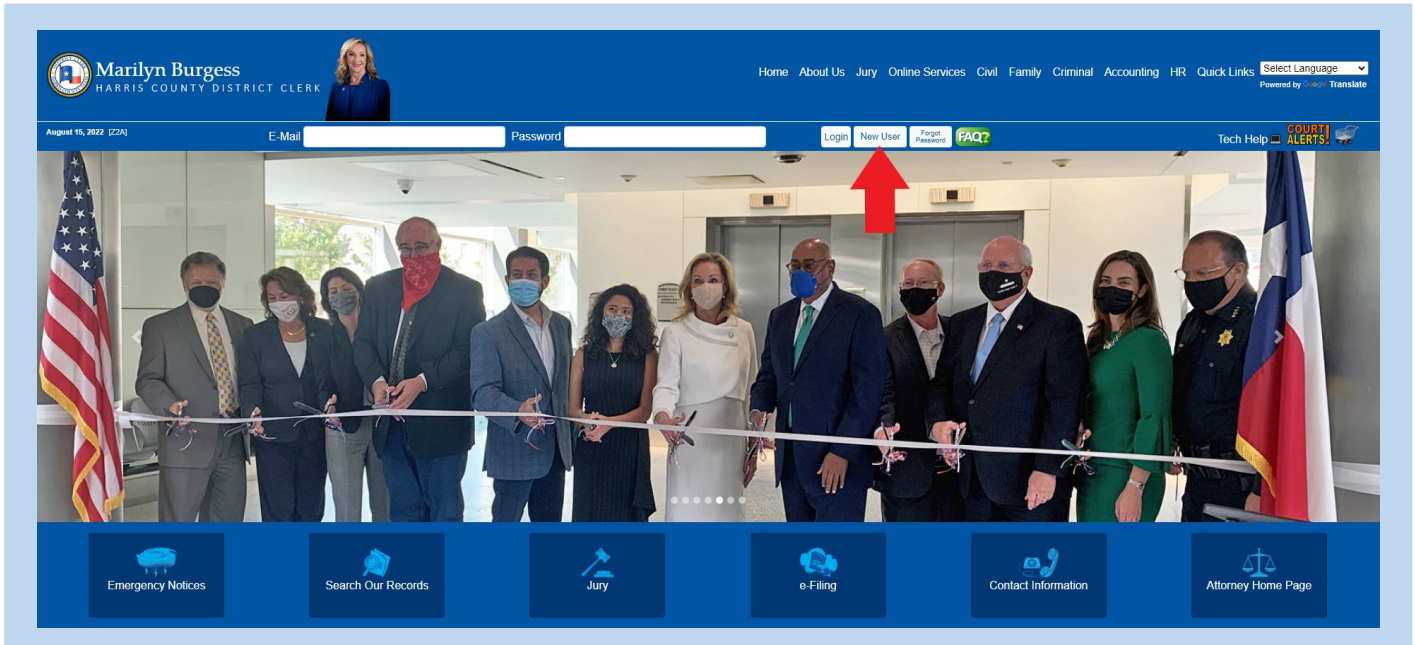 Marilyn Burgess
HARRIS COUNTY DISTRICT CLERK
Home About Us Jury Online Services Civil Family Criminal Accounting HR Quick Links Select Language
Powered by Google Translate
August 15, 2022 [Z2A] E-Mail Password Login New User Forgot Password FAQ? Tech Help COURT ALERTS!
Emergency Notices Search Our Records Jury e-Filing Contact Information Attorney Home Page